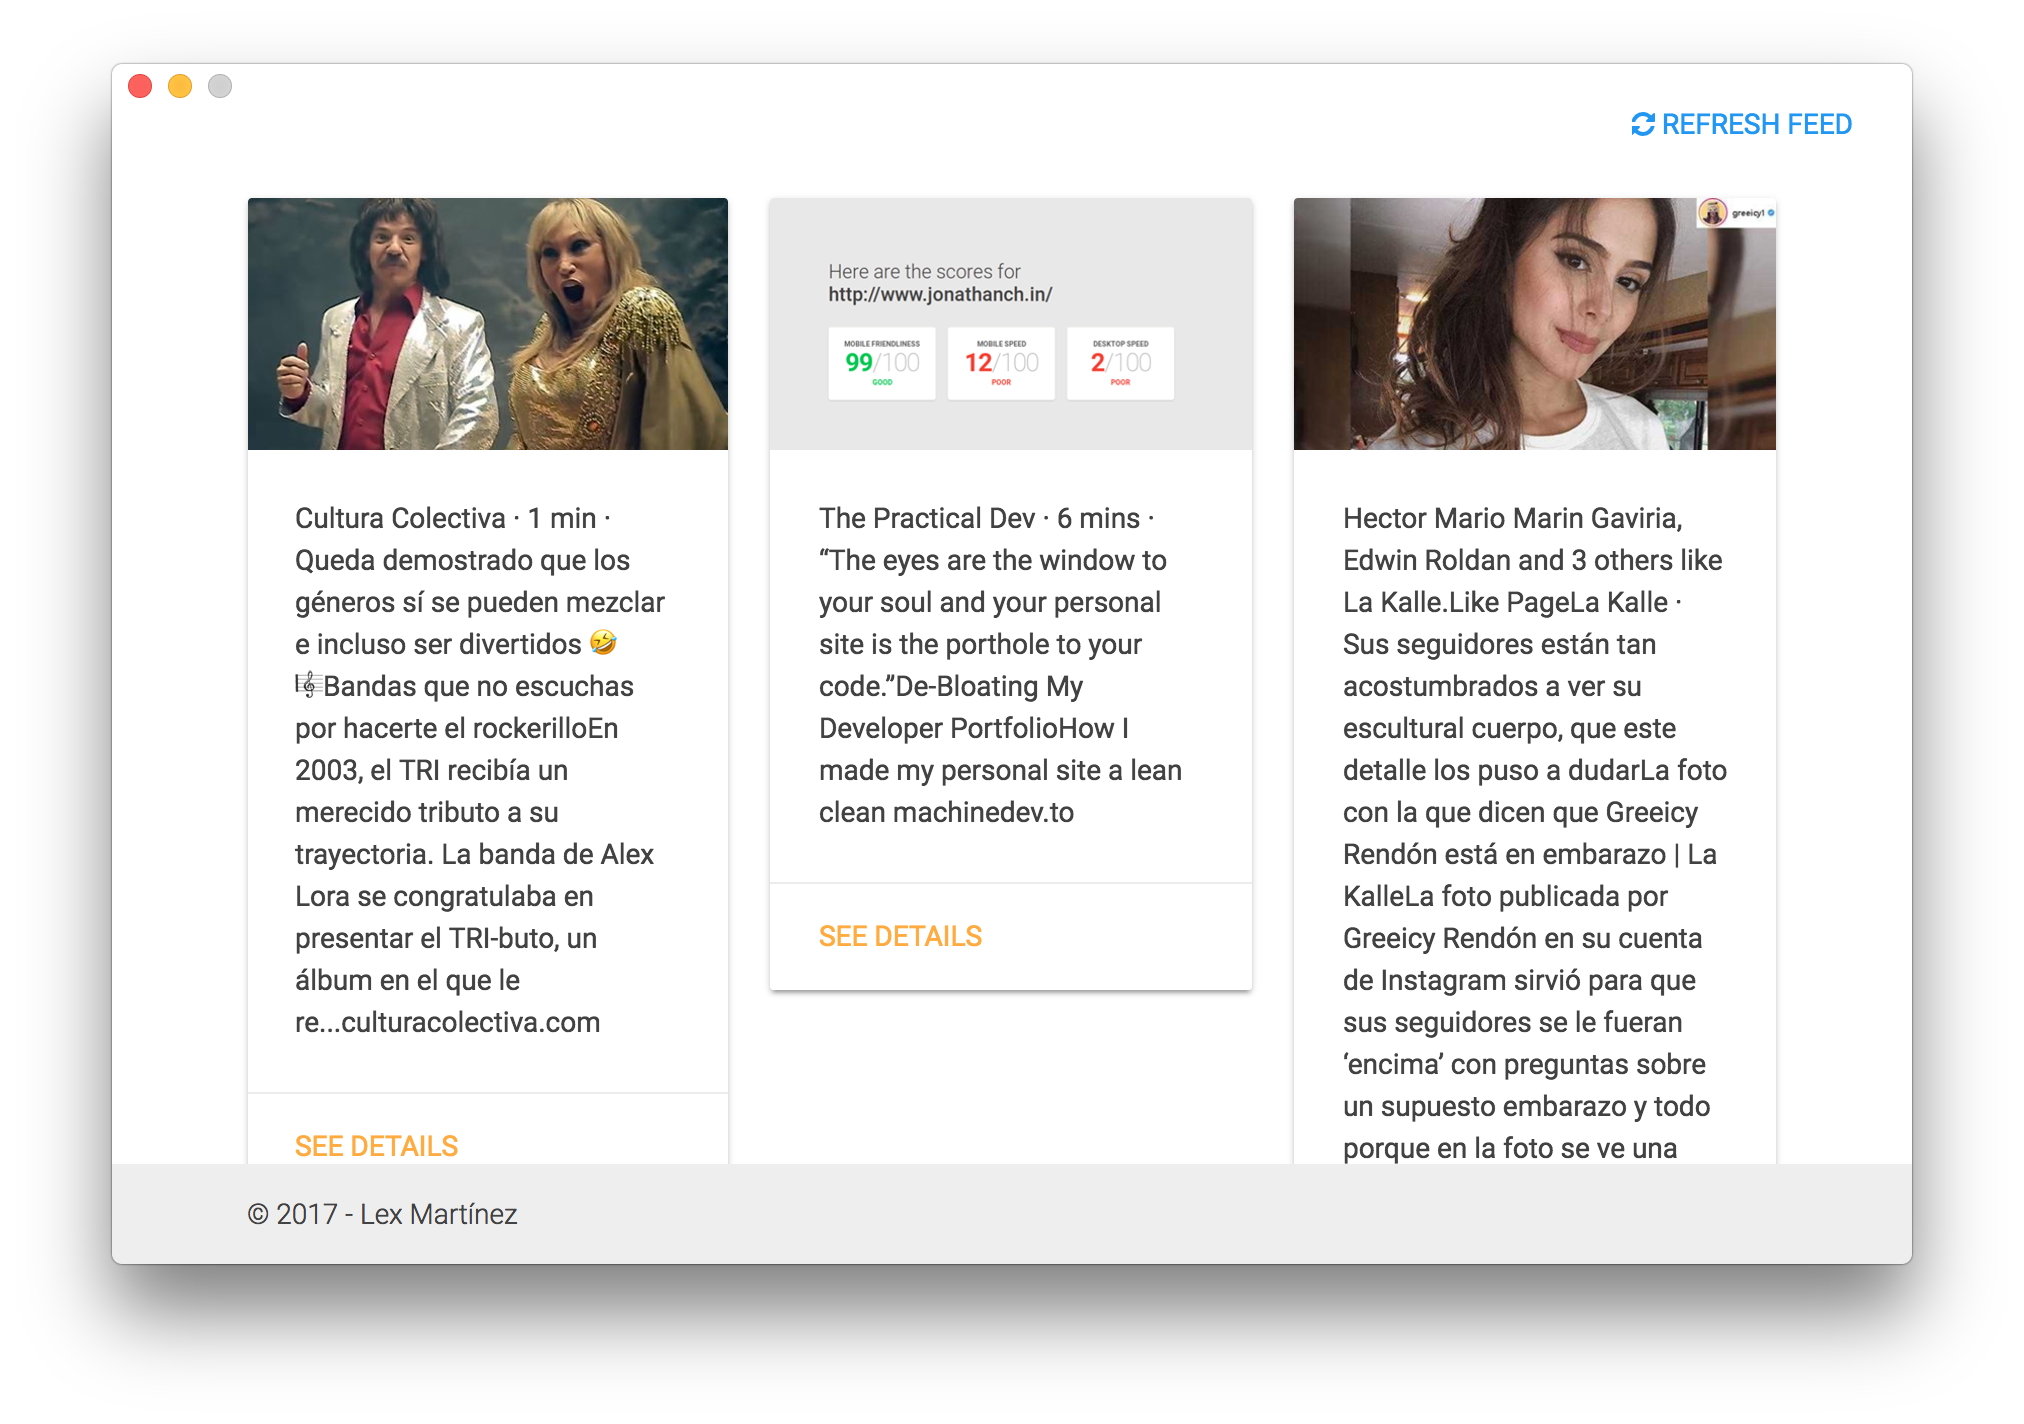 REFRESH FEED
Cultura Colectiva · 1 min ·
Queda demostrado que los
géneros sí se pueden mezclar
e incluso ser divertidos 🤣
🎼Bandas que no escuchas
por hacerte el rockerilloEn
2003, el TRI recibía un
merecido tributo a su
trayectoria. La banda de Alex
Lora se congratulaba en
presentar el TRI-buto, un
álbum en el que le
re...culturacolectiva.com
SEE DETAILS
Here are the scores for
http://www.jonathanch.in/
MOBILE FRIENDLINESS
99/100
GOOD
MOBILE SPEED
12/100
POOR
DESKTOP SPEED
2/100
POOR
The Practical Dev · 6 mins ·
“The eyes are the window to
your soul and your personal
site is the porthole to your
code.”De-Bloating My
Developer PortfolioHow I
made my personal site a lean
clean machinedev.to
SEE DETAILS
greeicy1
Hector Mario Marin Gaviria,
Edwin Roldan and 3 others like
La Kalle.Like PageLa Kalle ·
Sus seguidores están tan
acostumbrados a ver su
escultural cuerpo, que este
detalle los puso a dudarLa foto
con la que dicen que Greeicy
Rendón está en embarazo | La
KalleLa foto publicada por
Greeicy Rendón en su cuenta
de Instagram sirvió para que
sus seguidores se le fueran
‘encima’ con preguntas sobre
un supuesto embarazo y todo
porque en la foto se ve una
© 2017 - Lex Martínez